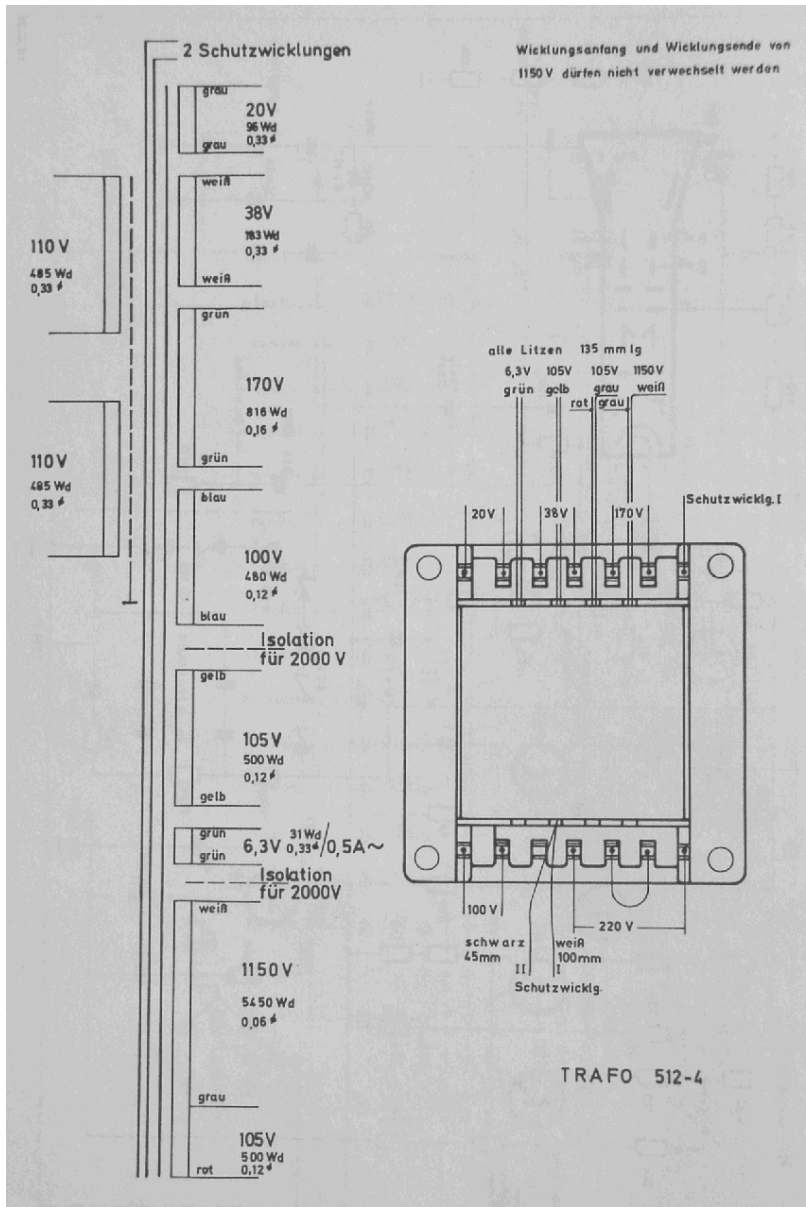 2 Schutzwicklungen
Wicklungsanfang und Wicklungsende von
1150 V dürfen nicht verwechselt werden
grau
20V
96 Wd
0,33 ∮
grau
weiß
38V
183 Wd
0,33 ∮
weiß
110 V
485 Wd
0,33 ∮
grün
170V
816 Wd
0,16 ∮
grün
110 V
485 Wd
0,33 ∮
blau
100V
480 Wd
0,12 ∮
blau
Isolation
für 2000 V
gelb
105V
500 Wd
0,12 ∮
gelb
grün
grün
6,3V 31 Wd 0,33 ∮/0,5A~
Isolation
für 2000V
weiß
1150 V
5450 Wd
0,06 ∮
grau
105V
500 Wd
0,12 ∮
rot
alle Litzen 135 mm lg
6,3V 105V 105V 1150V
grün gelb grau weiß
rot grau
20V 38V 170V
Schutzwicklg. I
100 V
220 V
schwarz weiß
45mm 100mm
II I
Schutzwicklg.
TRAFO 512-4